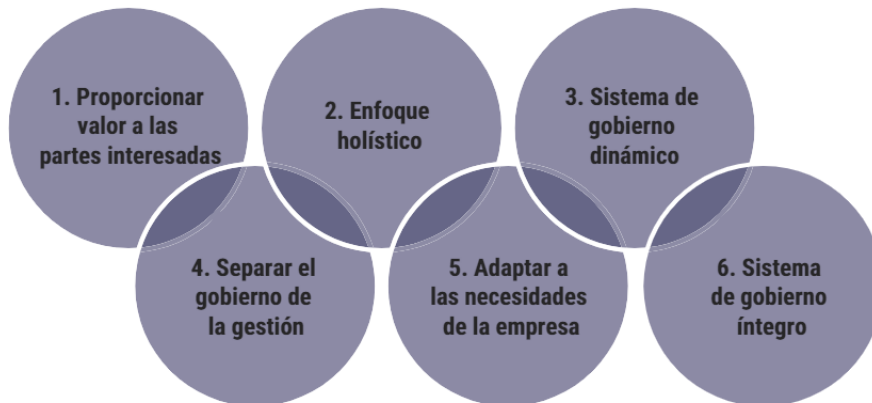 1. Proporcionar
valor a las
partes interesadas
2. Enfoque
holístico
3. Sistema de
gobierno
dinámico
4. Separar el
gobierno de
la gestión
5. Adaptar a
las necesidades
de la empresa
6. Sistema
de gobierno
íntegro